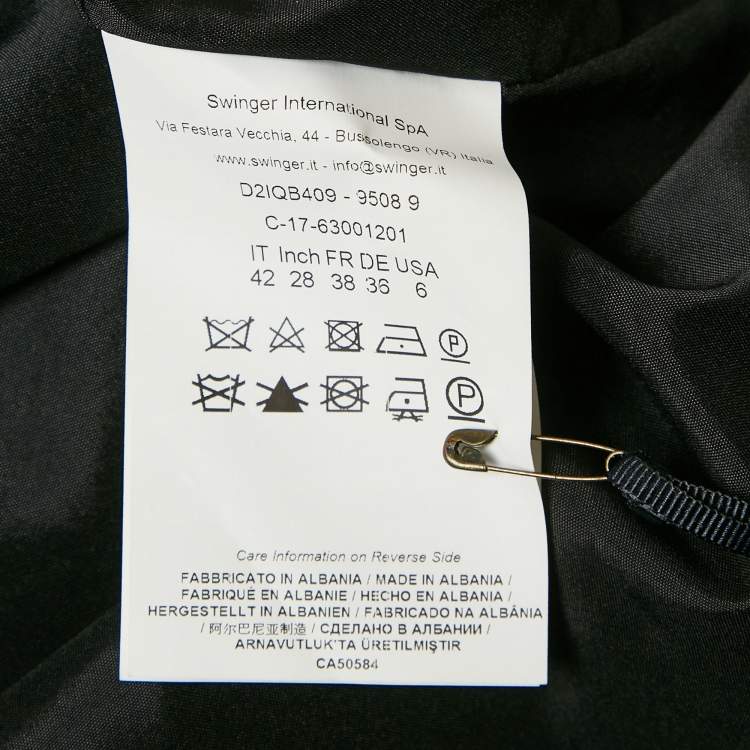 Swinger International SpA
Via Festara Vecchia, 44 - Bussolengo (VR) Italia
www.swinger.it - info@swinger.it
D2IQB409 - 9508 9
C-17-63001201
IT Inch FR DE USA
42 28 38 36 6
P
P
Care Information on Reverse Side
FABBRICATO IN ALBANIA / MADE IN ALBANIA /
FABRIQUÉ EN ALBANIE / HECHO EN ALBANIA /
HERGESTELLT IN ALBANIEN / FABRICADO NA ALBÂNIA
/ 阿尔巴尼亚制造 / СДЕЛАНО В АЛБАНИИ /
ARNAVUTLUK'TA ÜRETILMIŞTIR
CA50584